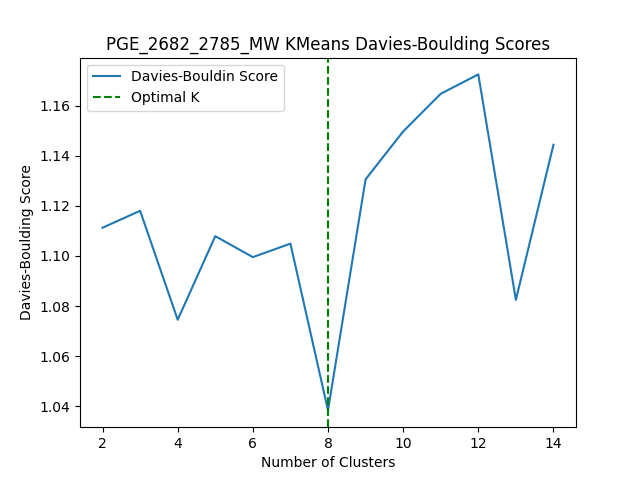 PGE_2682_2785_MW KMeans Davies-Boulding Scores
Davies-Bouldin Score
Optimal K
Davies-Boulding Score
1.16
1.14
1.12
1.10
1.08
1.06
1.04
2 4 6 8 10 12 14
Number of Clusters